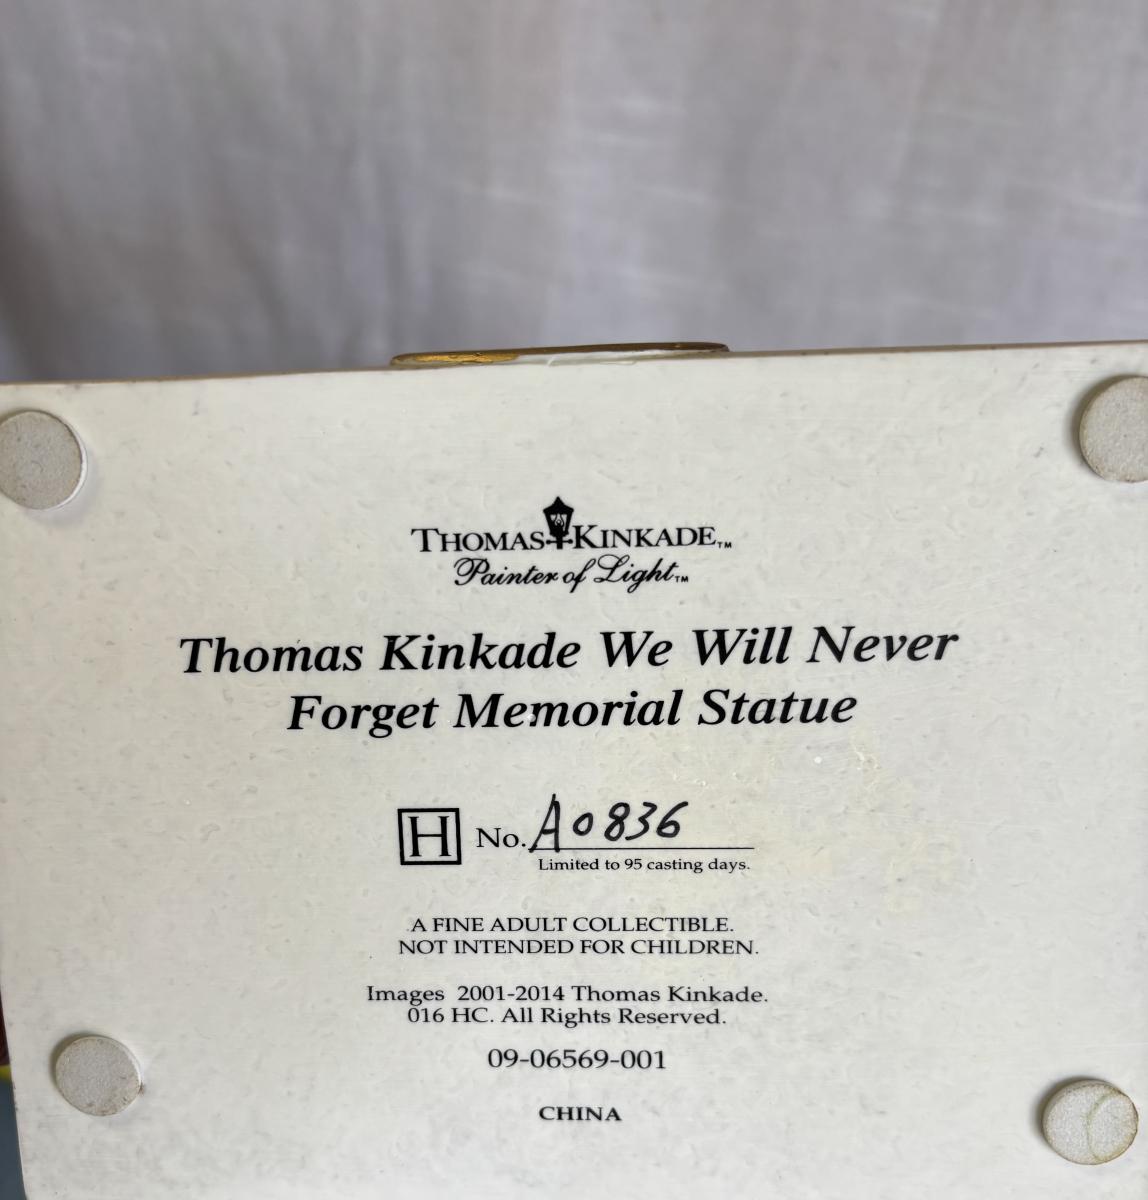 THOMAS KINKADE™
Painter of Light™
Thomas Kinkade We Will Never
Forget Memorial Statue
H No. A0836
Limited to 95 casting days.
A FINE ADULT COLLECTIBLE.
NOT INTENDED FOR CHILDREN.
Images 2001-2014 Thomas Kinkade.
016 HC. All Rights Reserved.
09-06569-001
CHINA